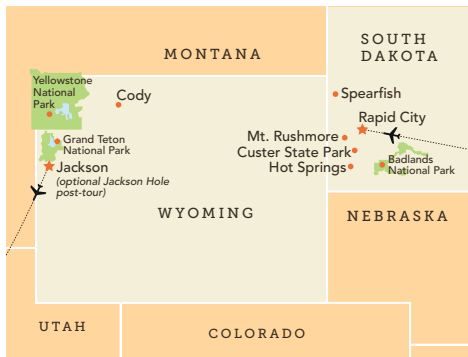 SOUTH
DAKOTA
MONTANA
Yellowstone
National
Park
Cody
Spearfish
Rapid City
Grand Teton
National Park
Mt. Rushmore
Custer State Park
Hot Springs
Badlands
National Park
Jackson
(optional Jackson Hole
post-tour)
WYOMING
NEBRASKA
UTAH
COLORADO